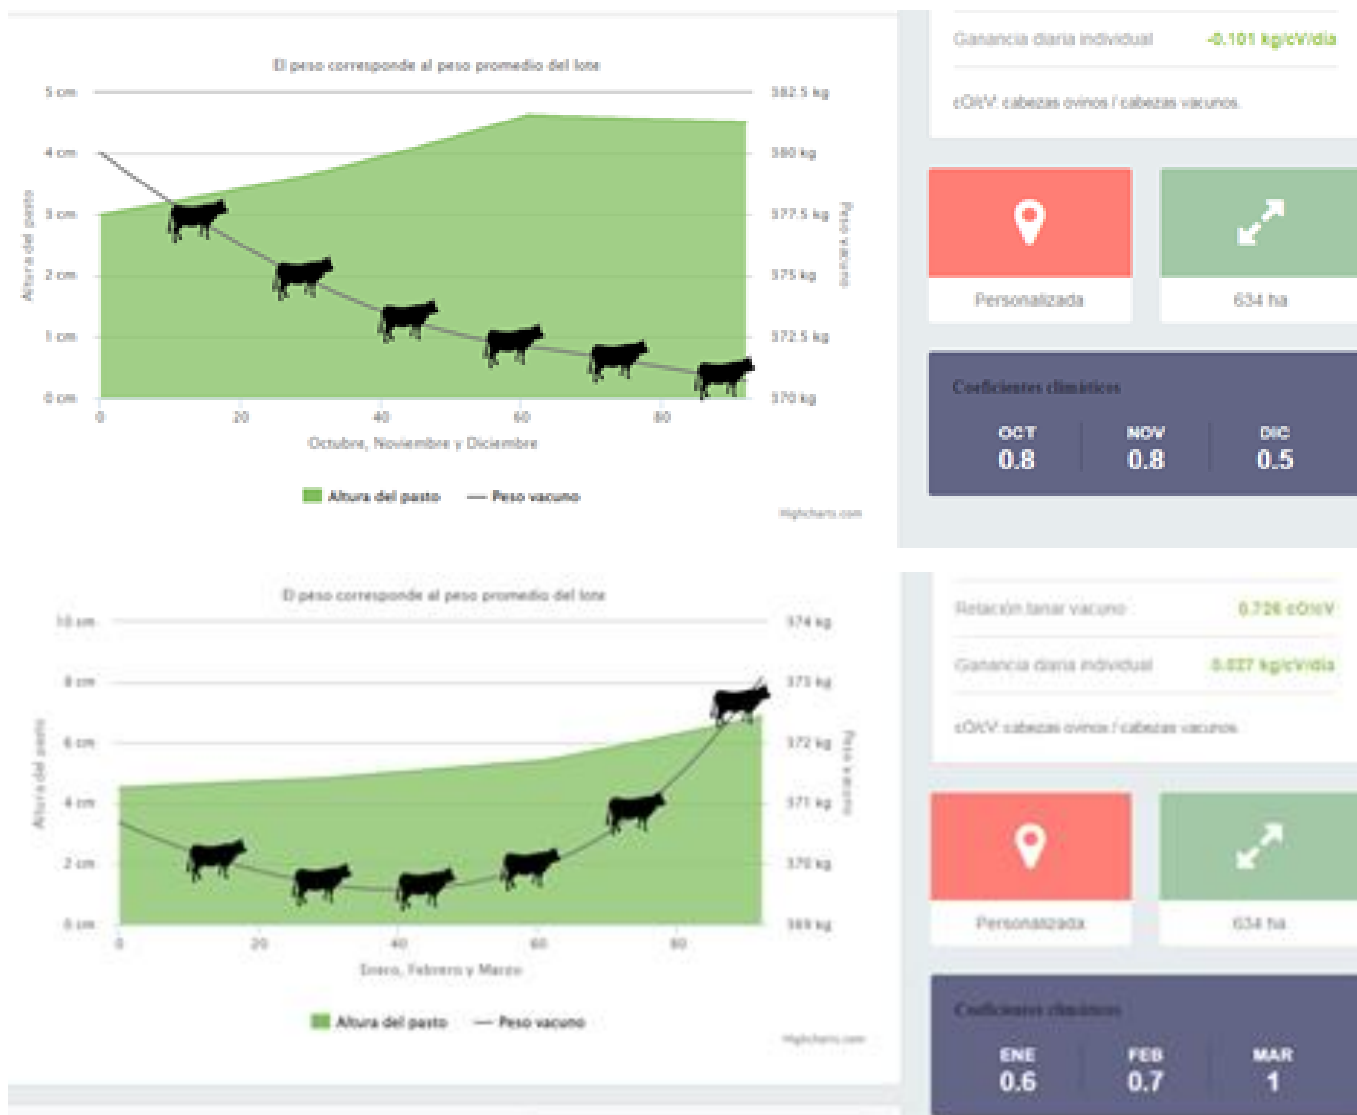 El peso corresponde al peso promedio del lote
5 cm
4 cm
3 cm
2 cm
1 cm
0 cm
Altura del pasto
382.5 kg
380 kg
377.5 kg
375 kg
372.5 kg
370 kg
Peso vacuno
0 20 40 60 80
Octubre, Noviembre y Diciembre
Altura del pasto Peso vacuno
Highcharts.com
Ganancia diaria individual -0.101 kg/cV/día
cO/cV: cabezas ovinos / cabezas vacunos.
Personalizada 634 ha
Coeficientes climáticos
OCT NOV DIC
0.8 0.8 0.5
El peso corresponde al peso promedio del lote
10 cm
8 cm
6 cm
4 cm
2 cm
0 cm
Altura del pasto
374 kg
373 kg
372 kg
371 kg
370 kg
369 kg
Peso vacuno
0 20 40 60 80
Enero, Febrero y Marzo
Altura del pasto Peso vacuno
Highcharts.com
Relación lanar vacuno 0.726 cO/cV
Ganancia diaria individual 0.027 kg/cV/día
cO/cV: cabezas ovinos / cabezas vacunos.
Personalizada 634 ha
Coeficientes climáticos
ENE FEB MAR
0.6 0.7 1